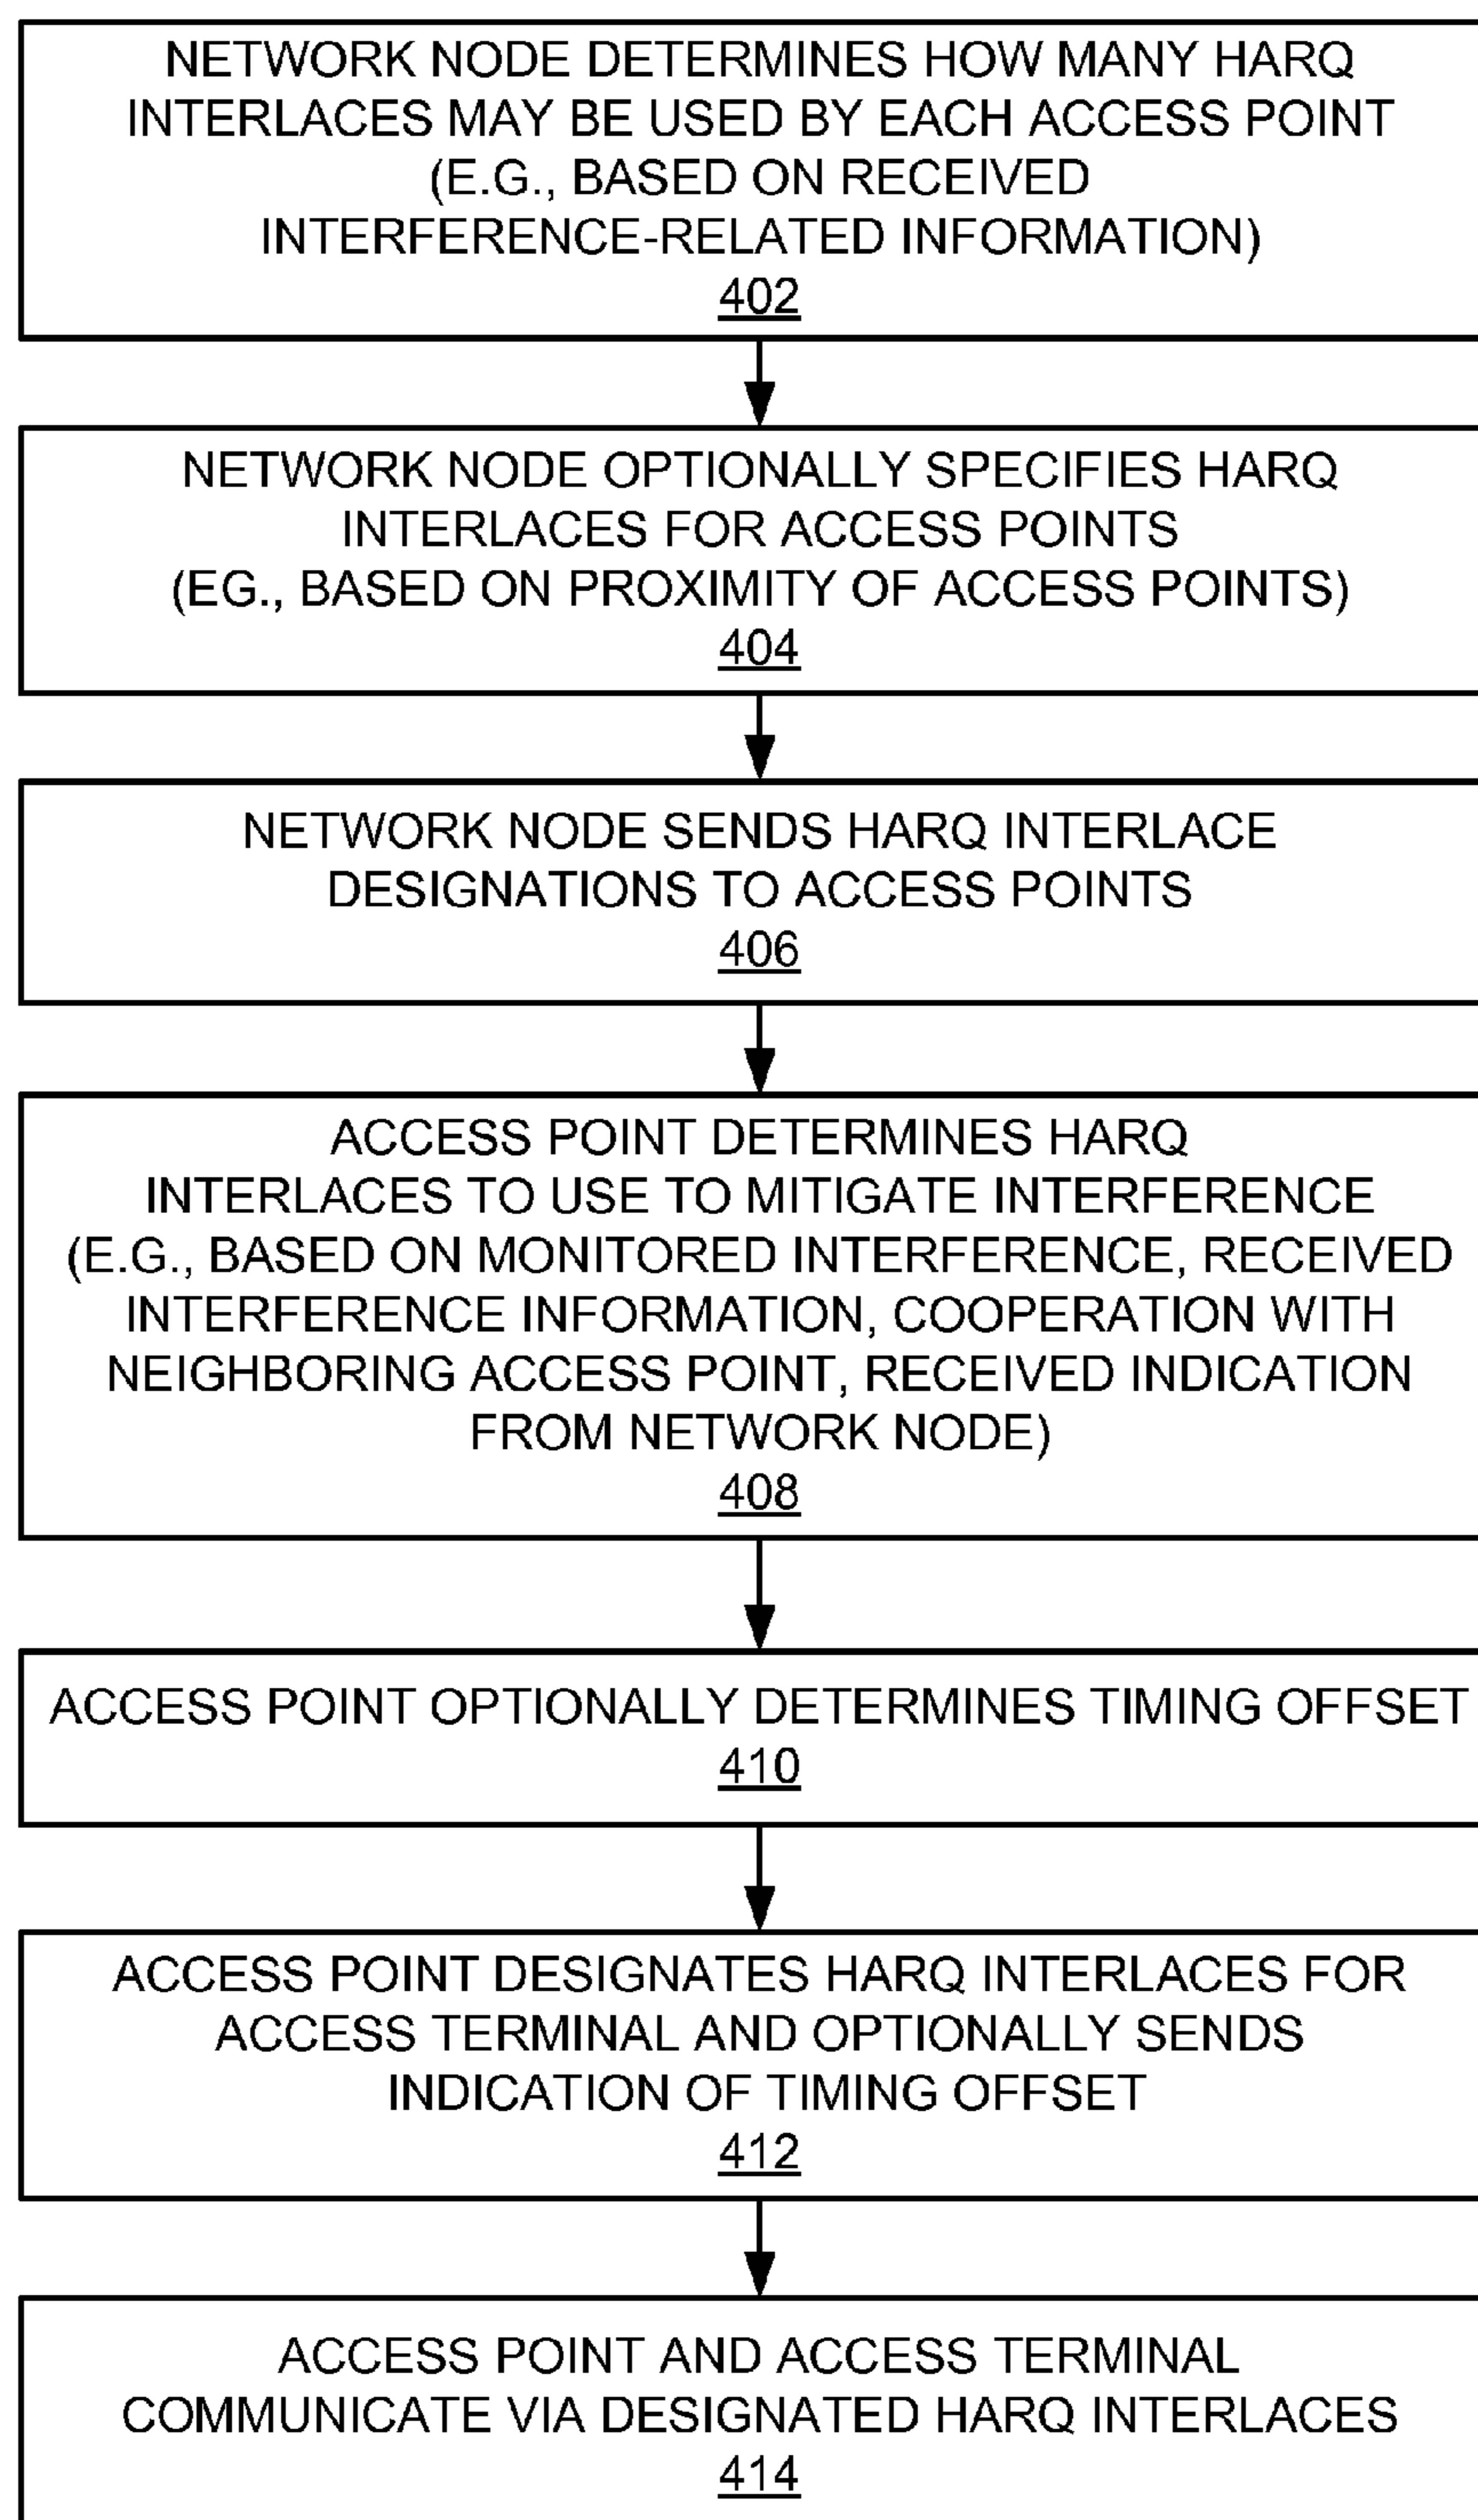 NETWORK NODE DETERMINES HOW MANY HARQ
INTERLACES MAY BE USED BY EACH ACCESS POINT
(E.G., BASED ON RECEIVED
INTERFERENCE-RELATED INFORMATION)
402
NETWORK NODE OPTIONALLY SPECIFIES HARQ
INTERLACES FOR ACCESS POINTS
(EG., BASED ON PROXIMITY OF ACCESS POINTS)
404
NETWORK NODE SENDS HARQ INTERLACE
DESIGNATIONS TO ACCESS POINTS
406
ACCESS POINT DETERMINES HARQ
INTERLACES TO USE TO MITIGATE INTERFERENCE
(E.G., BASED ON MONITORED INTERFERENCE, RECEIVED
INTERFERENCE INFORMATION, COOPERATION WITH
NEIGHBORING ACCESS POINT, RECEIVED INDICATION
FROM NETWORK NODE)
408
ACCESS POINT OPTIONALLY DETERMINES TIMING OFFSET
410
ACCESS POINT DESIGNATES HARQ INTERLACES FOR
ACCESS TERMINAL AND OPTIONALLY SENDS
INDICATION OF TIMING OFFSET
412
ACCESS POINT AND ACCESS TERMINAL
COMMUNICATE VIA DESIGNATED HARQ INTERLACES
414